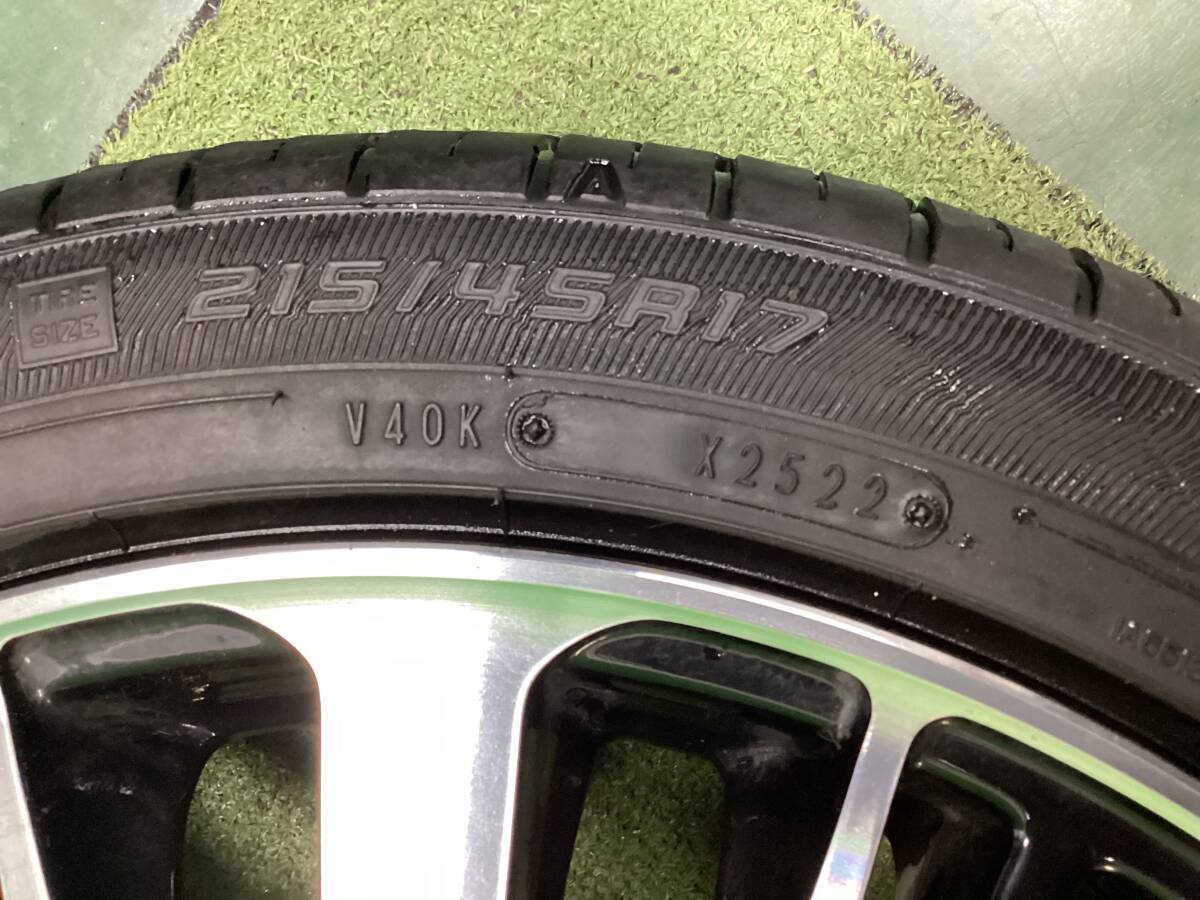 A
TIRE
SIZE
215/45R17
V40K
X2522